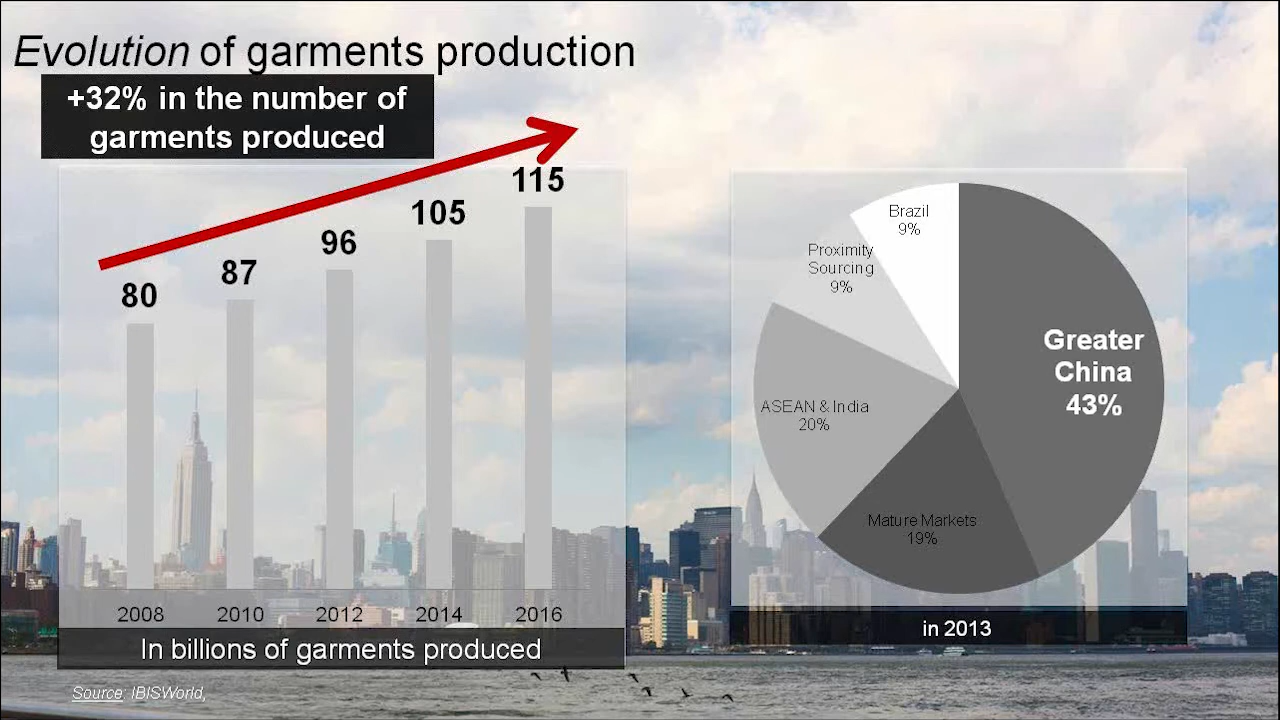 Evolution of garments production
+32% in the number of
garments produced
80
87
96
105
115
2008
2010
2012
2014
2016
In billions of garments produced
Source: IBISWorld,
Brazil
9%
Proximity
Sourcing
9%
ASEAN & India
20%
Mature Markets
19%
Greater
China
43%
in 2013